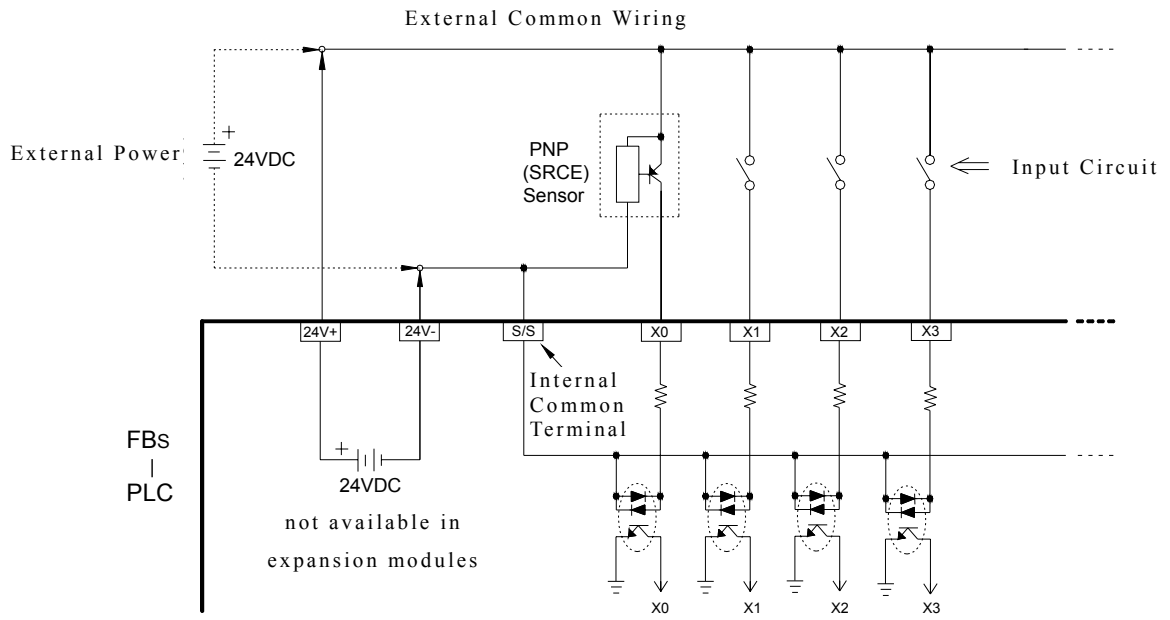 External Common Wiring
External Power
+
24VDC
PNP
(SRCE)
Sensor
Input Circuit
24V+
24V-
S/S
X0
X1
X2
X3
Internal
Common
Terminal
FBs
PLC
+
24VDC
not available in
expansion modules
X0
X1
X2
X3